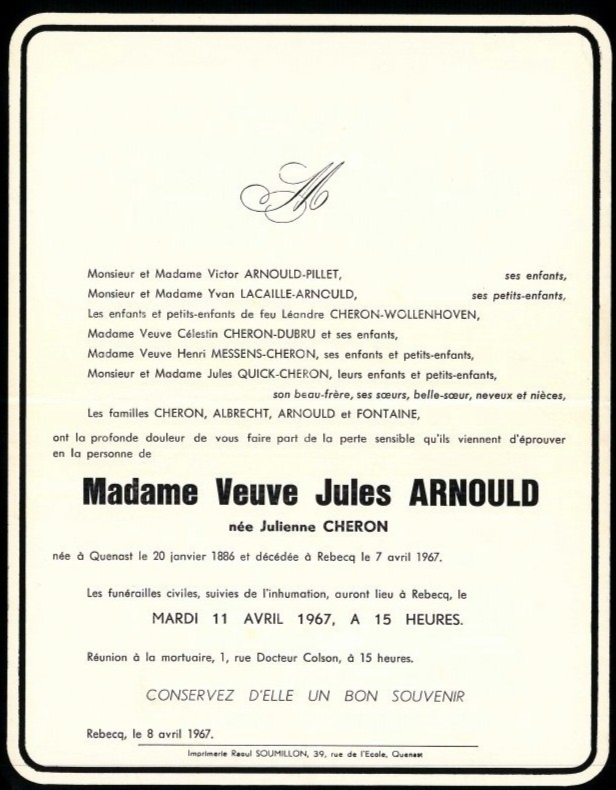 M
Monsieur et Madame Victor ARNOULD-PILLET, ses enfants,
Monsieur et Madame Yvan LACAILLE-ARNOULD, ses petits-enfants,
Les enfants et petits-enfants de feu Léandre CHERON-WOLLENHOVEN,
Madame Veuve Célestin CHERON-DUBRU et ses enfants,
Madame Veuve Henri MESSENS-CHERON, ses enfants et petits-enfants,
Monsieur et Madame Jules QUICK-CHERON, leurs enfants et petits-enfants,
son beau-frère, ses sœurs, belle-sœur, neveux et nièces,
Les familles CHERON, ALBRECHT, ARNOULD et FONTAINE,
ont la profonde douleur de vous faire part de la perte sensible qu'ils viennent d'éprouver
en la personne de
Madame Veuve Jules ARNOULD
née Julienne CHERON
née à Quenast le 20 janvier 1886 et décédée à Rebecq le 7 avril 1967.
Les funérailles civiles, suivies de l'inhumation, auront lieu à Rebecq, le
MARDI 11 AVRIL 1967, A 15 HEURES.
Réunion à la mortuaire, 1, rue Docteur Colson, à 15 heures.
CONSERVEZ D'ELLE UN BON SOUVENIR
Rebecq, le 8 avril 1967.
Imprimerie Raoul SOUMILLON, 39, rue de l'Ecole, Quenast